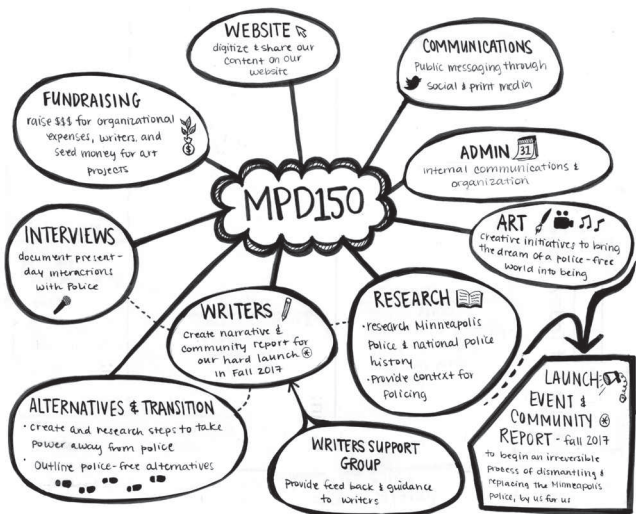 WEBSITE
digitize & share our
content on our
website
COMMUNICATIONS
Public messaging through
social & print media
FUNDRAISING
raise $$$ for organizational
expenses, writers, and
seed money for art
projects
$
ADMIN 31
internal communications &
organization
MPD150
ART
creative initiatives to bring
the dream of a police-free
world into being
INTERVIEWS
document present-
day interactions
with Police
WRITERS
Create narrative &
community report for
our hard launch
in Fall 2017
RESEARCH
• research Minneapolis
Police & national police
history
• Provide context for
policing
LAUNCH
EVENT &
COMMUNITY
REPORT - fall 2017
to begin an irreversible
process of dismantling &
replacing the Minneapolis
police, by us for us
ALTERNATIVES & TRANSITION
• create and research steps to take
power away from police
• Outline police-free alternatives
WRITERS SUPPORT
GROUP
Provide feed back & guidance
to writers